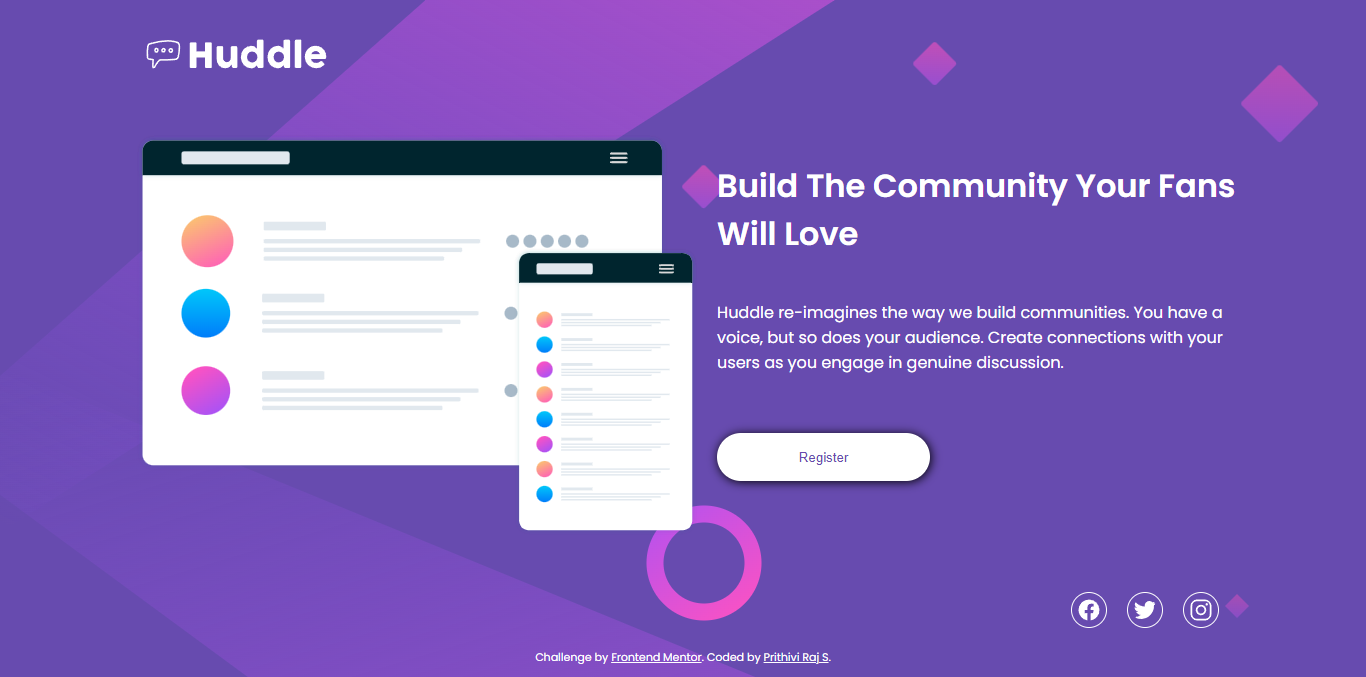 Huddle
Build The Community Your Fans
Will Love
Huddle re-imagines the way we build communities. You have a
voice, but so does your audience. Create connections with your
users as you engage in genuine discussion.
Register
Challenge by Frontend Mentor. Coded by Prithivi Raj S.